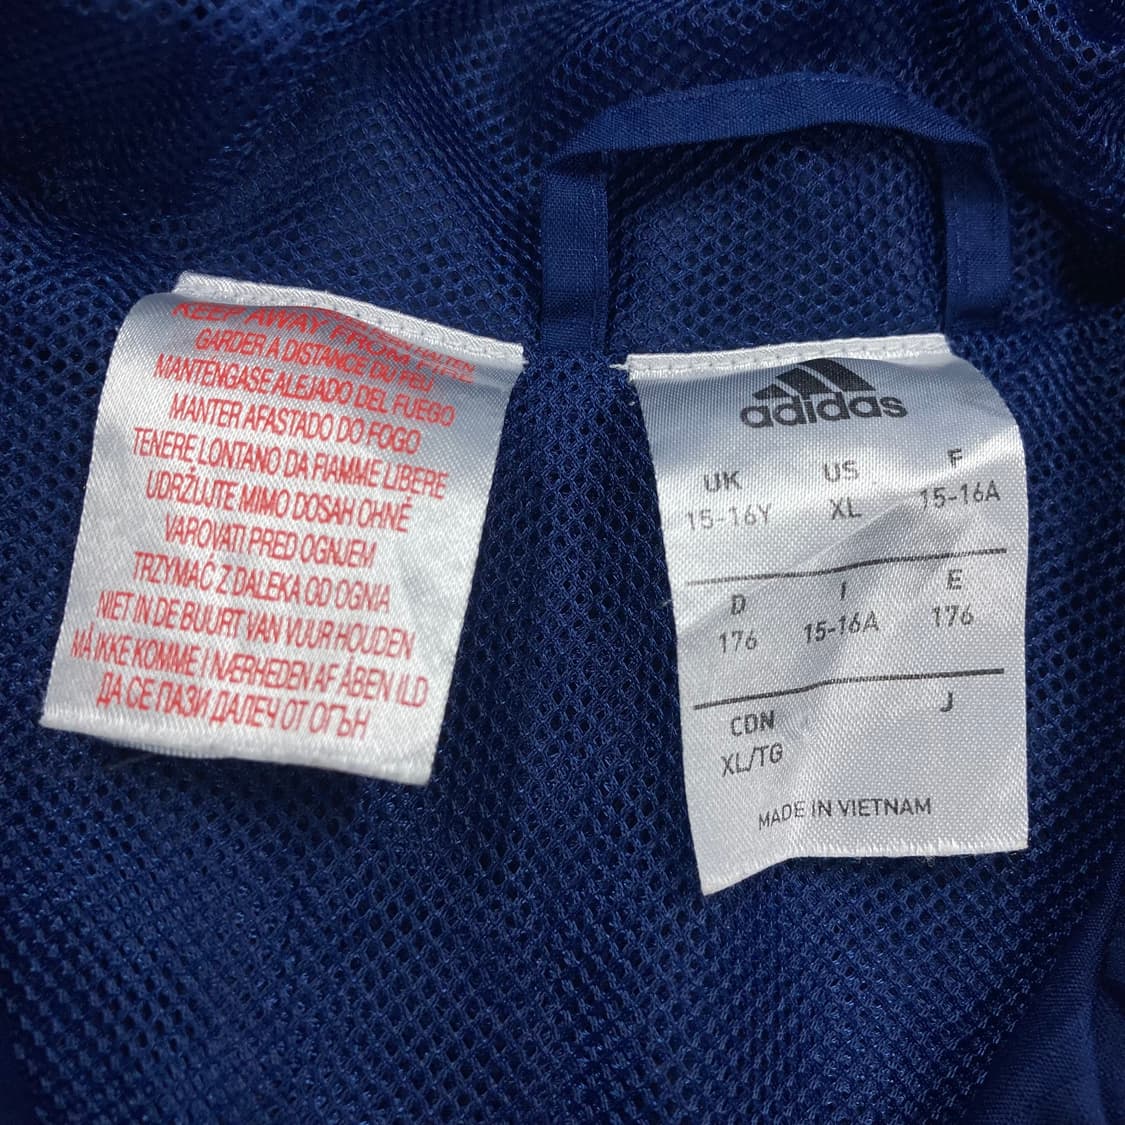 KEEP AWAY FROM FIRE
GARDER A DISTANCE DU FEU
MANTÉNGASE ALEJADO DEL FUEGO
MANTER AFASTADO DO FOGO
TENERE LONTANO DA FIAMME LIBERE
UDRŽUJTE MIMO DOSAH OHNĚ
VAROVATI PRED OGNJEM
TRZYMAĆ Z DALEKA OD OGNIA
NIET IN DE BUURT VAN VUUR HOUDEN
MÅ IKKE KOMME I NÆRHEDEN AF ÅBEN ILD
ДА СЕ ПАЗИ ДАЛЕЧ ОТ ОГЪН
adidas
UK US F
15-16Y XL 15-16A
D I E
176 15-16A 176
CDN J
XL/TG
MADE IN VIETNAM